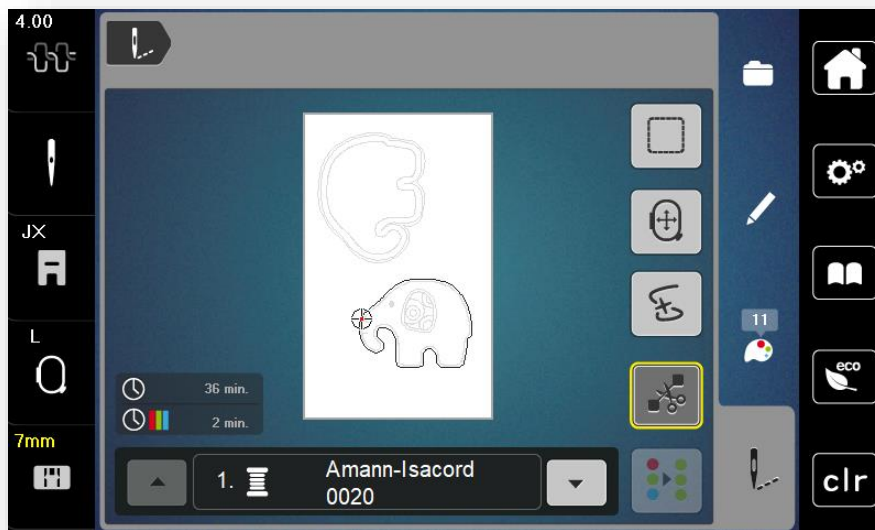 4.00
JX
L
7mm
36 min.
2 min.
1.
Amann-Isacord
0020
11
eco
clr